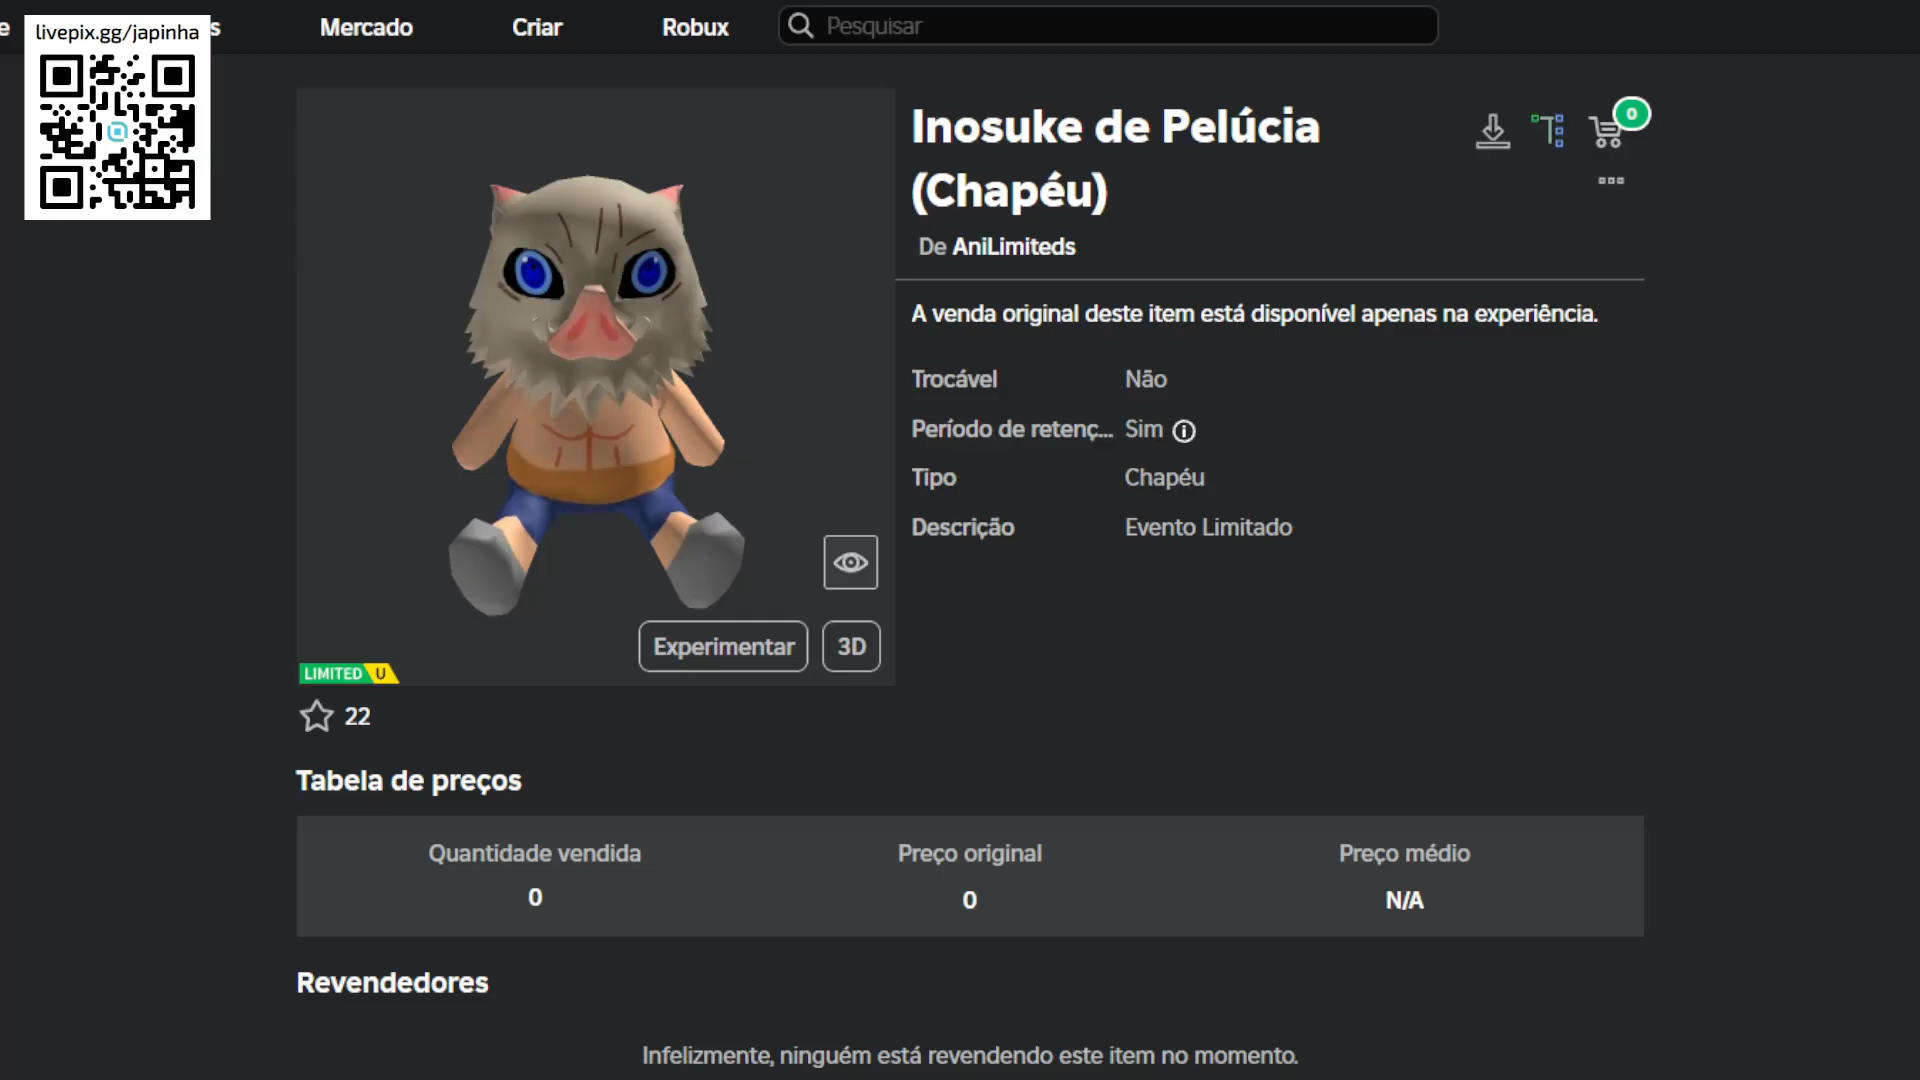 e
livepix.gg/japinha
s
Mercado
Criar
Robux
Pesquisar
Inosuke de Pelúcia
(Chapéu)
0
De AniLimiteds
A venda original deste item está disponível apenas na experiência.
Trocável Não
Período de retenç... Sim
Tipo Chapéu
Descrição Evento Limitado
Experimentar
3D
LIMITED U
22
Tabela de preços
Quantidade vendida Preço original Preço médio
0 0 N/A
Revendedores
Infelizmente, ninguém está revendendo este item no momento.